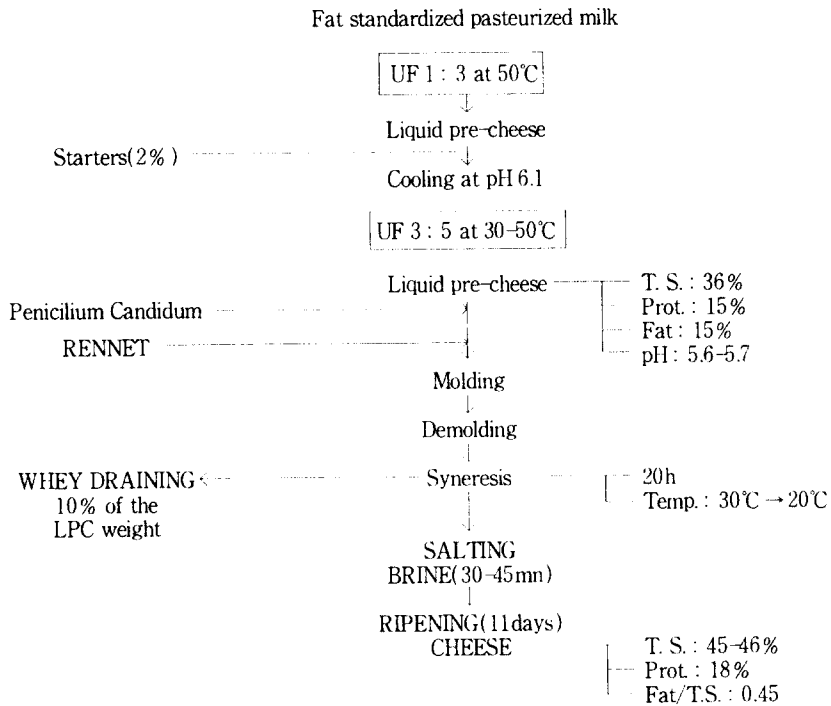 Fat standardized pasteurized milk
UF 1 : 3 at 50℃
Liquid pre-cheese
Starters(2%)
Cooling at pH 6.1
UF 3 : 5 at 30-50℃
Liquid pre-cheese
T. S. : 36%
Prot. : 15%
Fat : 15%
pH : 5.6-5.7
Penicilium Candidum
RENNET
Molding
Demolding
WHEY DRAINING
10% of the
LPC weight
Syneresis
20h
Temp. : 30℃ → 20℃
SALTING
BRINE(30-45mn)
RIPENING(11days)
CHEESE
T. S. : 45-46%
Prot. : 18%
Fat/T.S. : 0.45